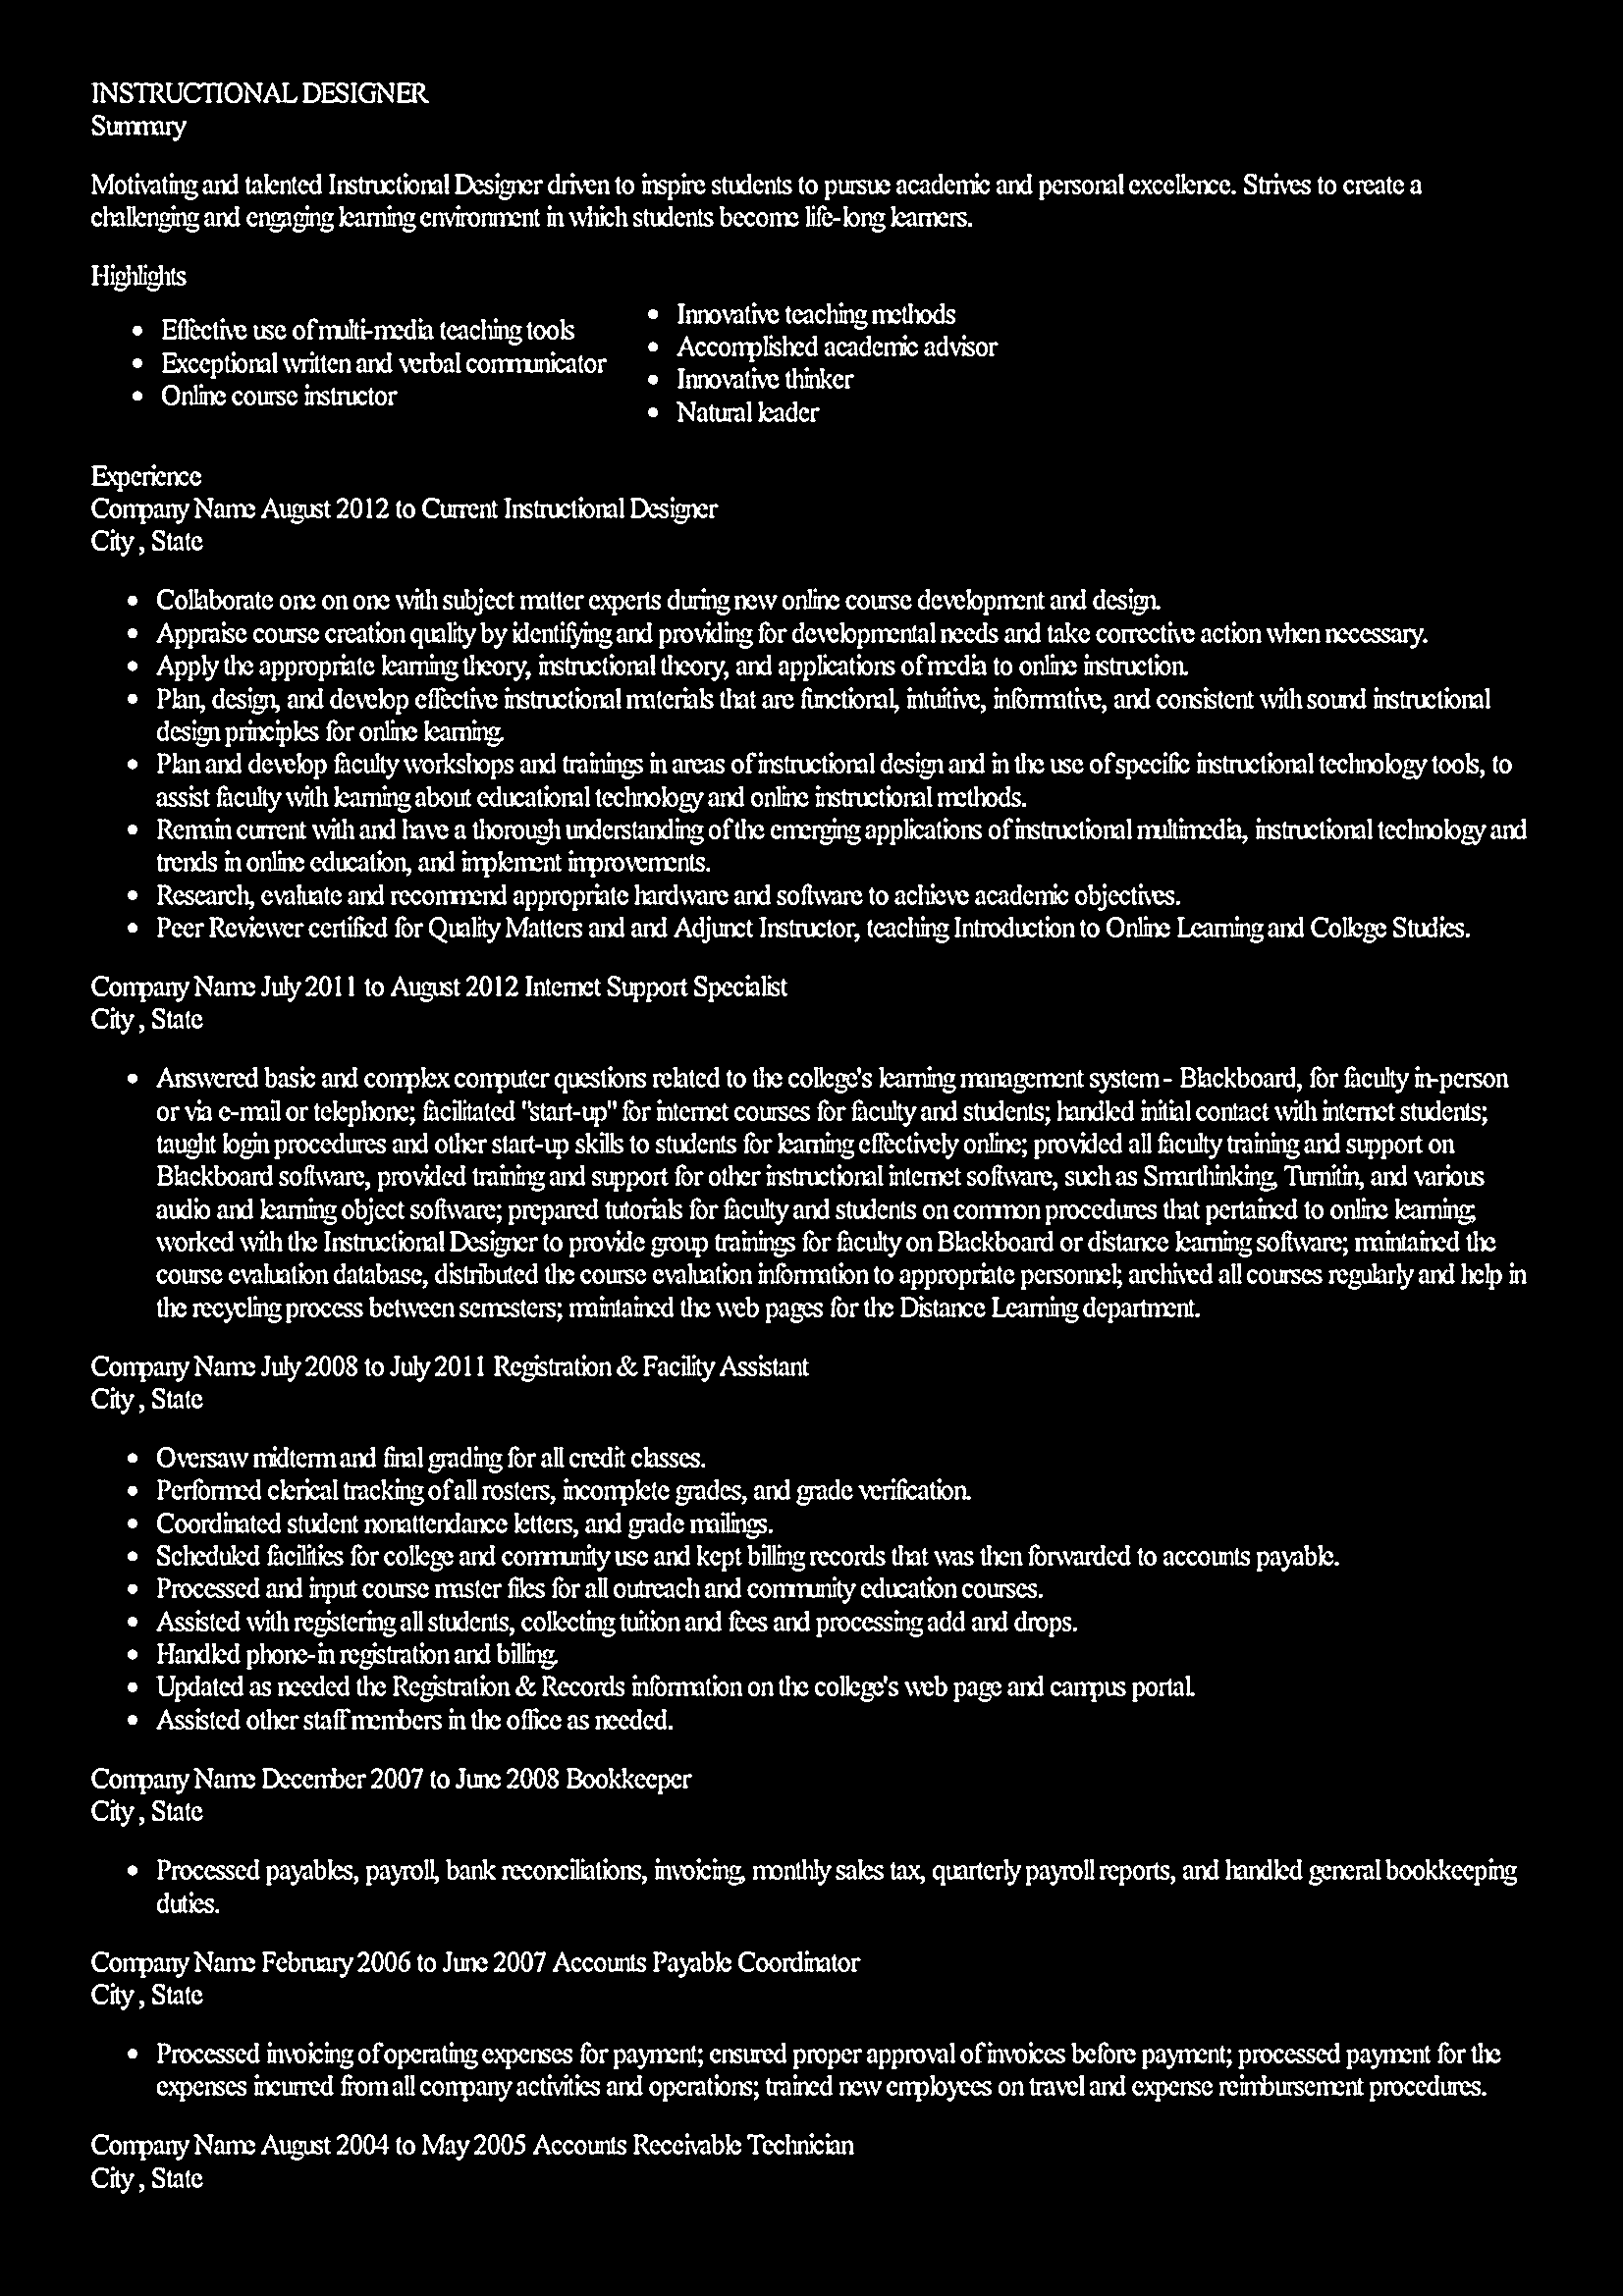 INSTRUCTIONAL DESIGNER
Summary
Motivating and talented Instructional Designer driven to inspire students to pursue academic and personal excellence. Strives to create a
challenging and engaging learning environment in which students become life-long learners.
Highlights
• Effective use of multi-media teaching tools
• Exceptional written and verbal communicator
• Online course instructor
• Innovative teaching methods
• Accomplished academic advisor
• Innovative thinker
• Natural leader
Experience
Company Name August 2012 to Current Instructional Designer
City , State
• Collaborate one on one with subject matter experts during new online course development and design.
• Appraise course creation quality by identifying and providing for developmental needs and take corrective action when necessary.
• Apply the appropriate learning theory, instructional theory, and applications of media to online instruction.
• Plan, design, and develop effective instructional materials that are functional, intuitive, informative, and consistent with sound instructional
design principles for online learning.
• Plan and develop faculty workshops and trainings in areas of instructional design and in the use of specific instructional technology tools, to
assist faculty with learning about educational technology and online instructional methods.
• Remain current with and have a thorough understanding of the emerging applications of instructional multimedia, instructional technology and
trends in online education, and implement improvements.
• Research, evaluate and recommend appropriate hardware and software to achieve academic objectives.
• Peer Reviewer certified for Quality Matters and and Adjunct Instructor, teaching Introduction to Online Learning and College Studies.
Company Name July 2011 to August 2012 Internet Support Specialist
City , State
• Answered basic and complex computer questions related to the college's learning management system - Blackboard, for faculty in-person
or via e-mail or telephone; facilitated "start-up" for internet courses for faculty and students; handled initial contact with internet students;
taught login procedures and other start-up skills to students for learning effectively online; provided all faculty training and support on
Blackboard software, provided training and support for other instructional internet software, such as Smarthinking, Turnitin, and various
audio and learning object software; prepared tutorials for faculty and students on common procedures that pertained to online learning;
worked with the Instructional Designer to provide group trainings for faculty on Blackboard or distance learning software; maintained the
course evaluation database, distributed the course evaluation information to appropriate personnel; archived all courses regularly and help in
the recycling process between semesters; maintained the web pages for the Distance Learning department.
Company Name July 2008 to July 2011 Registration & Facility Assistant
City , State
• Oversaw midterm and final grading for all credit classes.
• Performed clerical tracking of all rosters, incomplete grades, and grade verification.
• Coordinated student nonattendance letters, and grade mailings.
• Scheduled facilities for college and community use and kept billing records that was then forwarded to accounts payable.
• Processed and input course master files for all outreach and community education courses.
• Assisted with registering all students, collecting tuition and fees and processing add and drops.
• Handled phone-in registration and billing.
• Updated as needed the Registration & Records information on the college's web page and campus portal.
• Assisted other staff members in the office as needed.
Company Name December 2007 to June 2008 Bookkeeper
City , State
• Processed payables, payroll, bank reconciliations, invoicing, monthly sales tax, quarterly payroll reports, and handled general bookkeeping
duties.
Company Name February 2006 to June 2007 Accounts Payable Coordinator
City , State
• Processed invoicing of operating expenses for payment; ensured proper approval of invoices before payment; processed payment for the
expenses incurred from all company activities and operations; trained new employees on travel and expense reimbursement procedures.
Company Name August 2004 to May 2005 Accounts Receivable Technician
City , State